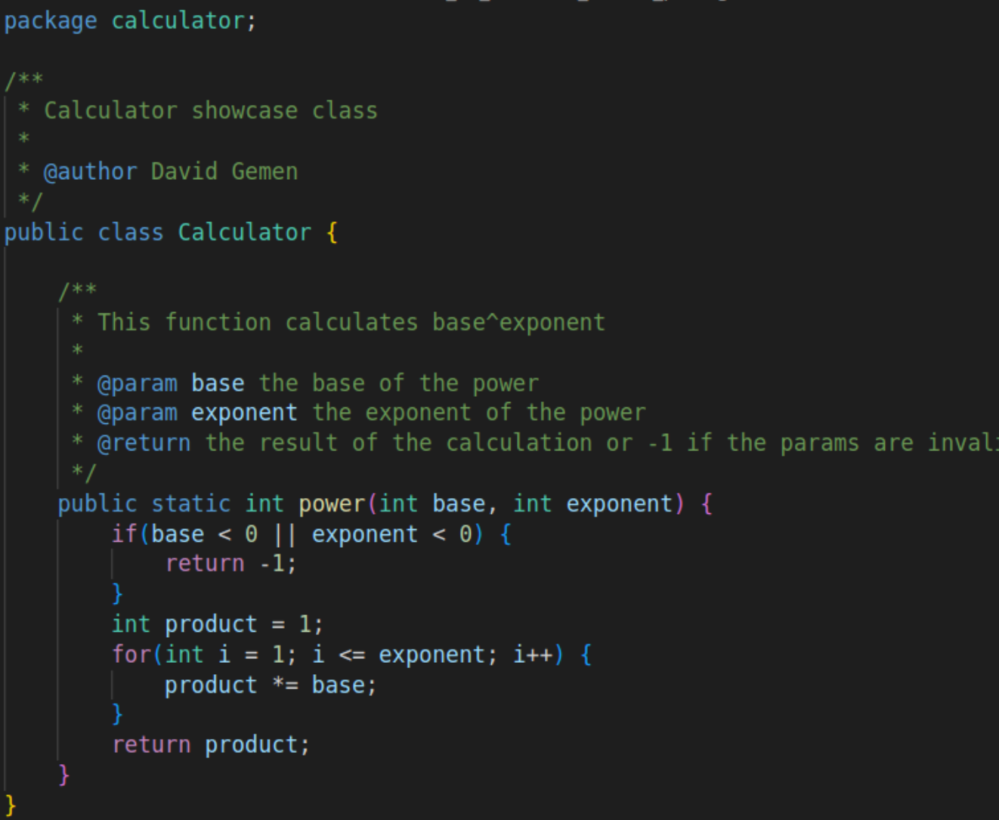 package calculator;
/**
 * Calculator showcase class
 *
 * @author David Gemen
 */
public class Calculator {
    /**
     * This function calculates base^exponent
     *
     * @param base the base of the power
     * @param exponent the exponent of the power
     * @return the result of the calculation or -1 if the params are invali
     */
    public static int power(int base, int exponent) {
        if(base < 0 || exponent < 0) {
            return -1;
        }
        int product = 1;
        for(int i = 1; i <= exponent; i++) {
            product *= base;
        }
        return product;
    }
}